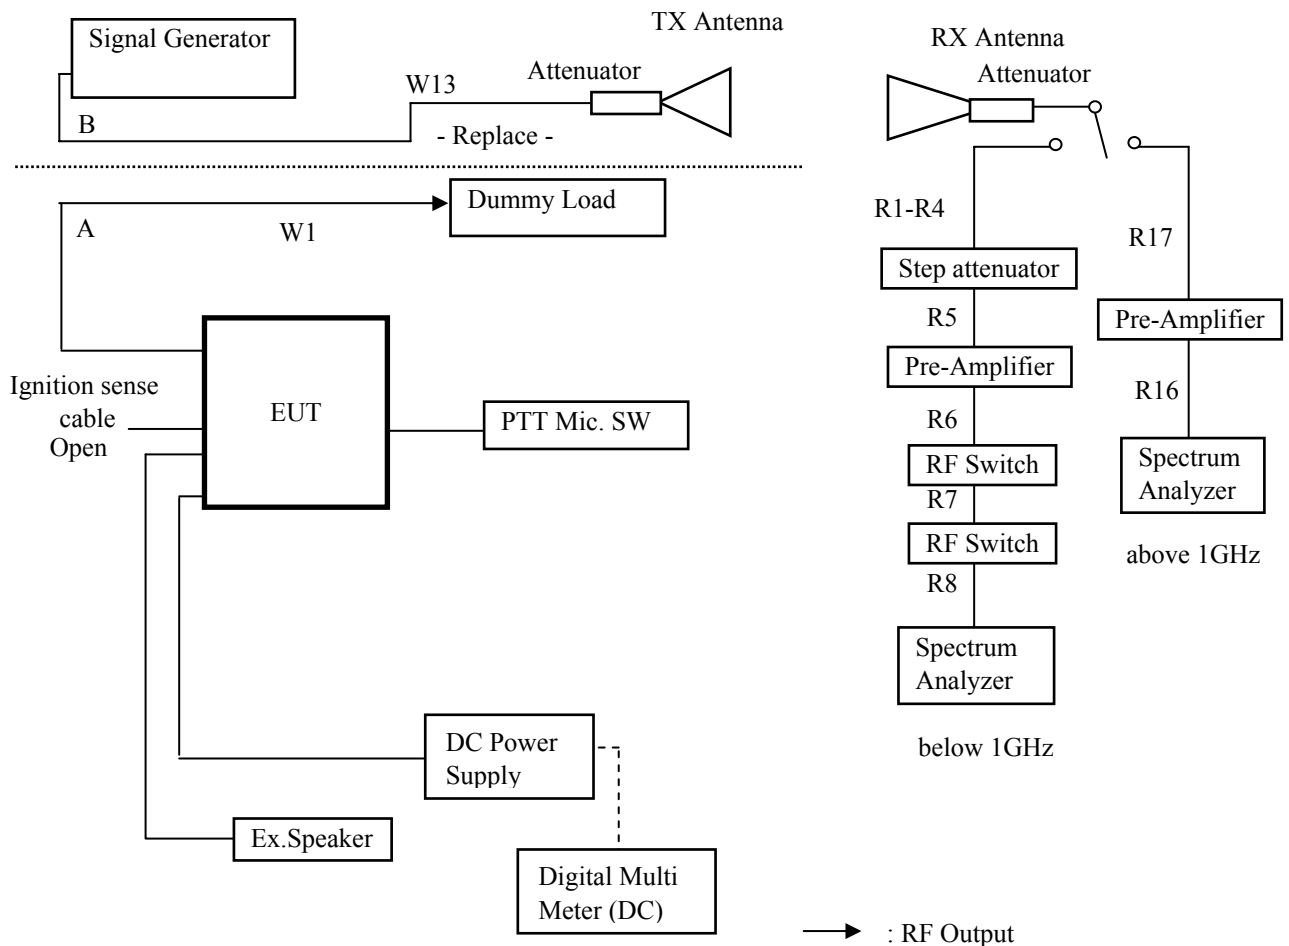 TX Antenna
Signal Generator
RX Antenna
Attenuator
Attenuator
W13
B
- Replace -
Dummy Load
A
W1
R1-R4
R17
Step attenuator
R5
Pre-Amplifier
Pre-Amplifier
Ignition sense
cable
Open
EUT
PTT Mic. SW
R16
R6
RF Switch
Spectrum
Analyzer
R7
RF Switch
above 1GHz
R8
Spectrum
Analyzer
below 1GHz
DC Power
Supply
Ex.Speaker
Digital Multi
Meter (DC)
: RF Output